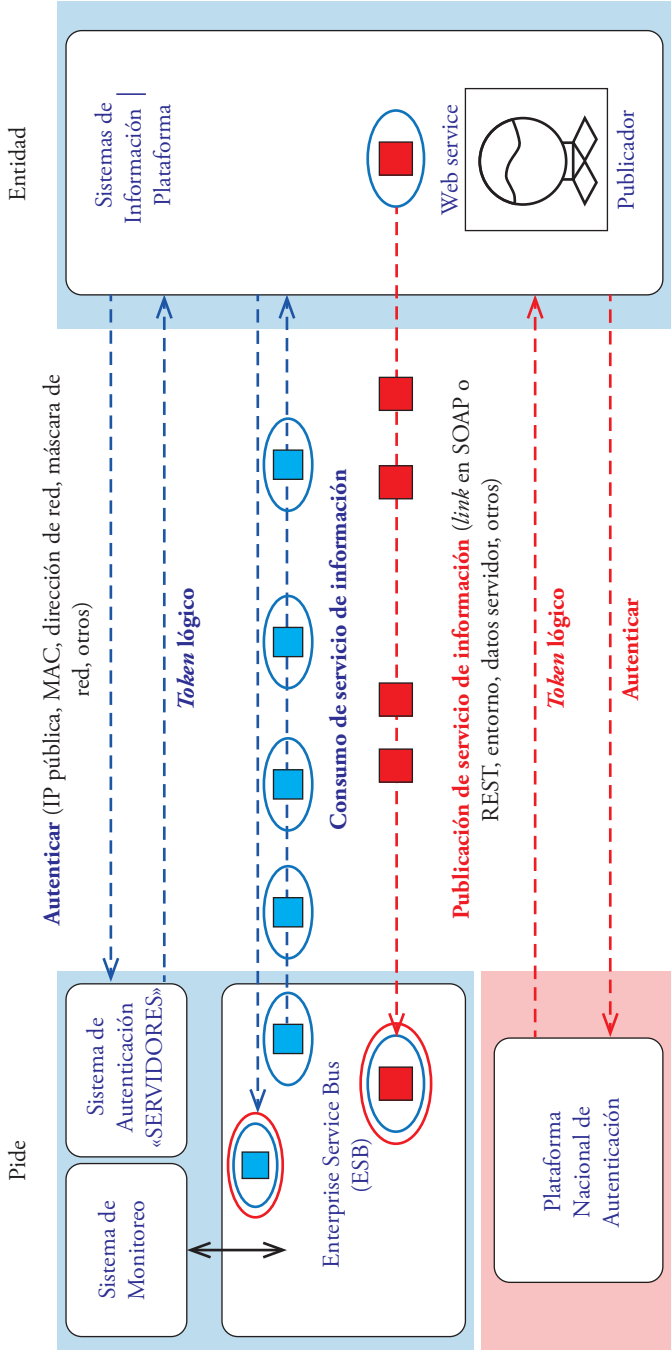 Pide
Entidad
Sistema de
Monitoreo
Sistema de
Autenticación
«SERVIDORES»
Autenticar (IP pública, MAC, dirección de red, máscara de
red, otros)
Token lógico
Sistemas de
Información |
Plataforma
Enterprise Service Bus
(ESB)
Consumo de servicio de información
Publicación de servicio de información (link en SOAP o
REST, entorno, datos servidor, otros)
Web service
Publicador
Plataforma
Nacional de
Autenticación
Token lógico
Autenticar